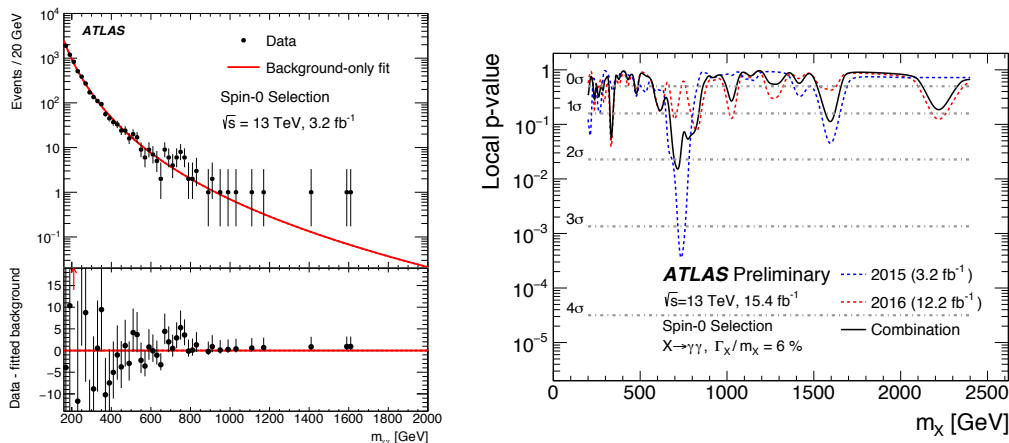 Events / 20 GeV
10⁴
10³
10²
10
1
10⁻¹
ATLAS
Data
Background-only fit
Spin-0 Selection
√s = 13 TeV, 3.2 fb⁻¹
Data - fitted background
15
10
5
0
−5
−10
200 400 600 800 1000 1200 1400 1600 1800 2000
[GeV]
Local p-value
1
10⁻¹
10⁻²
10⁻³
10⁻⁴
10⁻⁵
0σ
1σ
2σ
3σ
4σ
ATLAS Preliminary
√s=13 TeV, 15.4 fb⁻¹
Spin-0 Selection
X→γγ, Γ_X/m_X = 6 %
2015 (3.2 fb⁻¹)
2016 (12.2 fb⁻¹)
Combination
0 500 1000 1500 2000 2500
m_X [GeV]